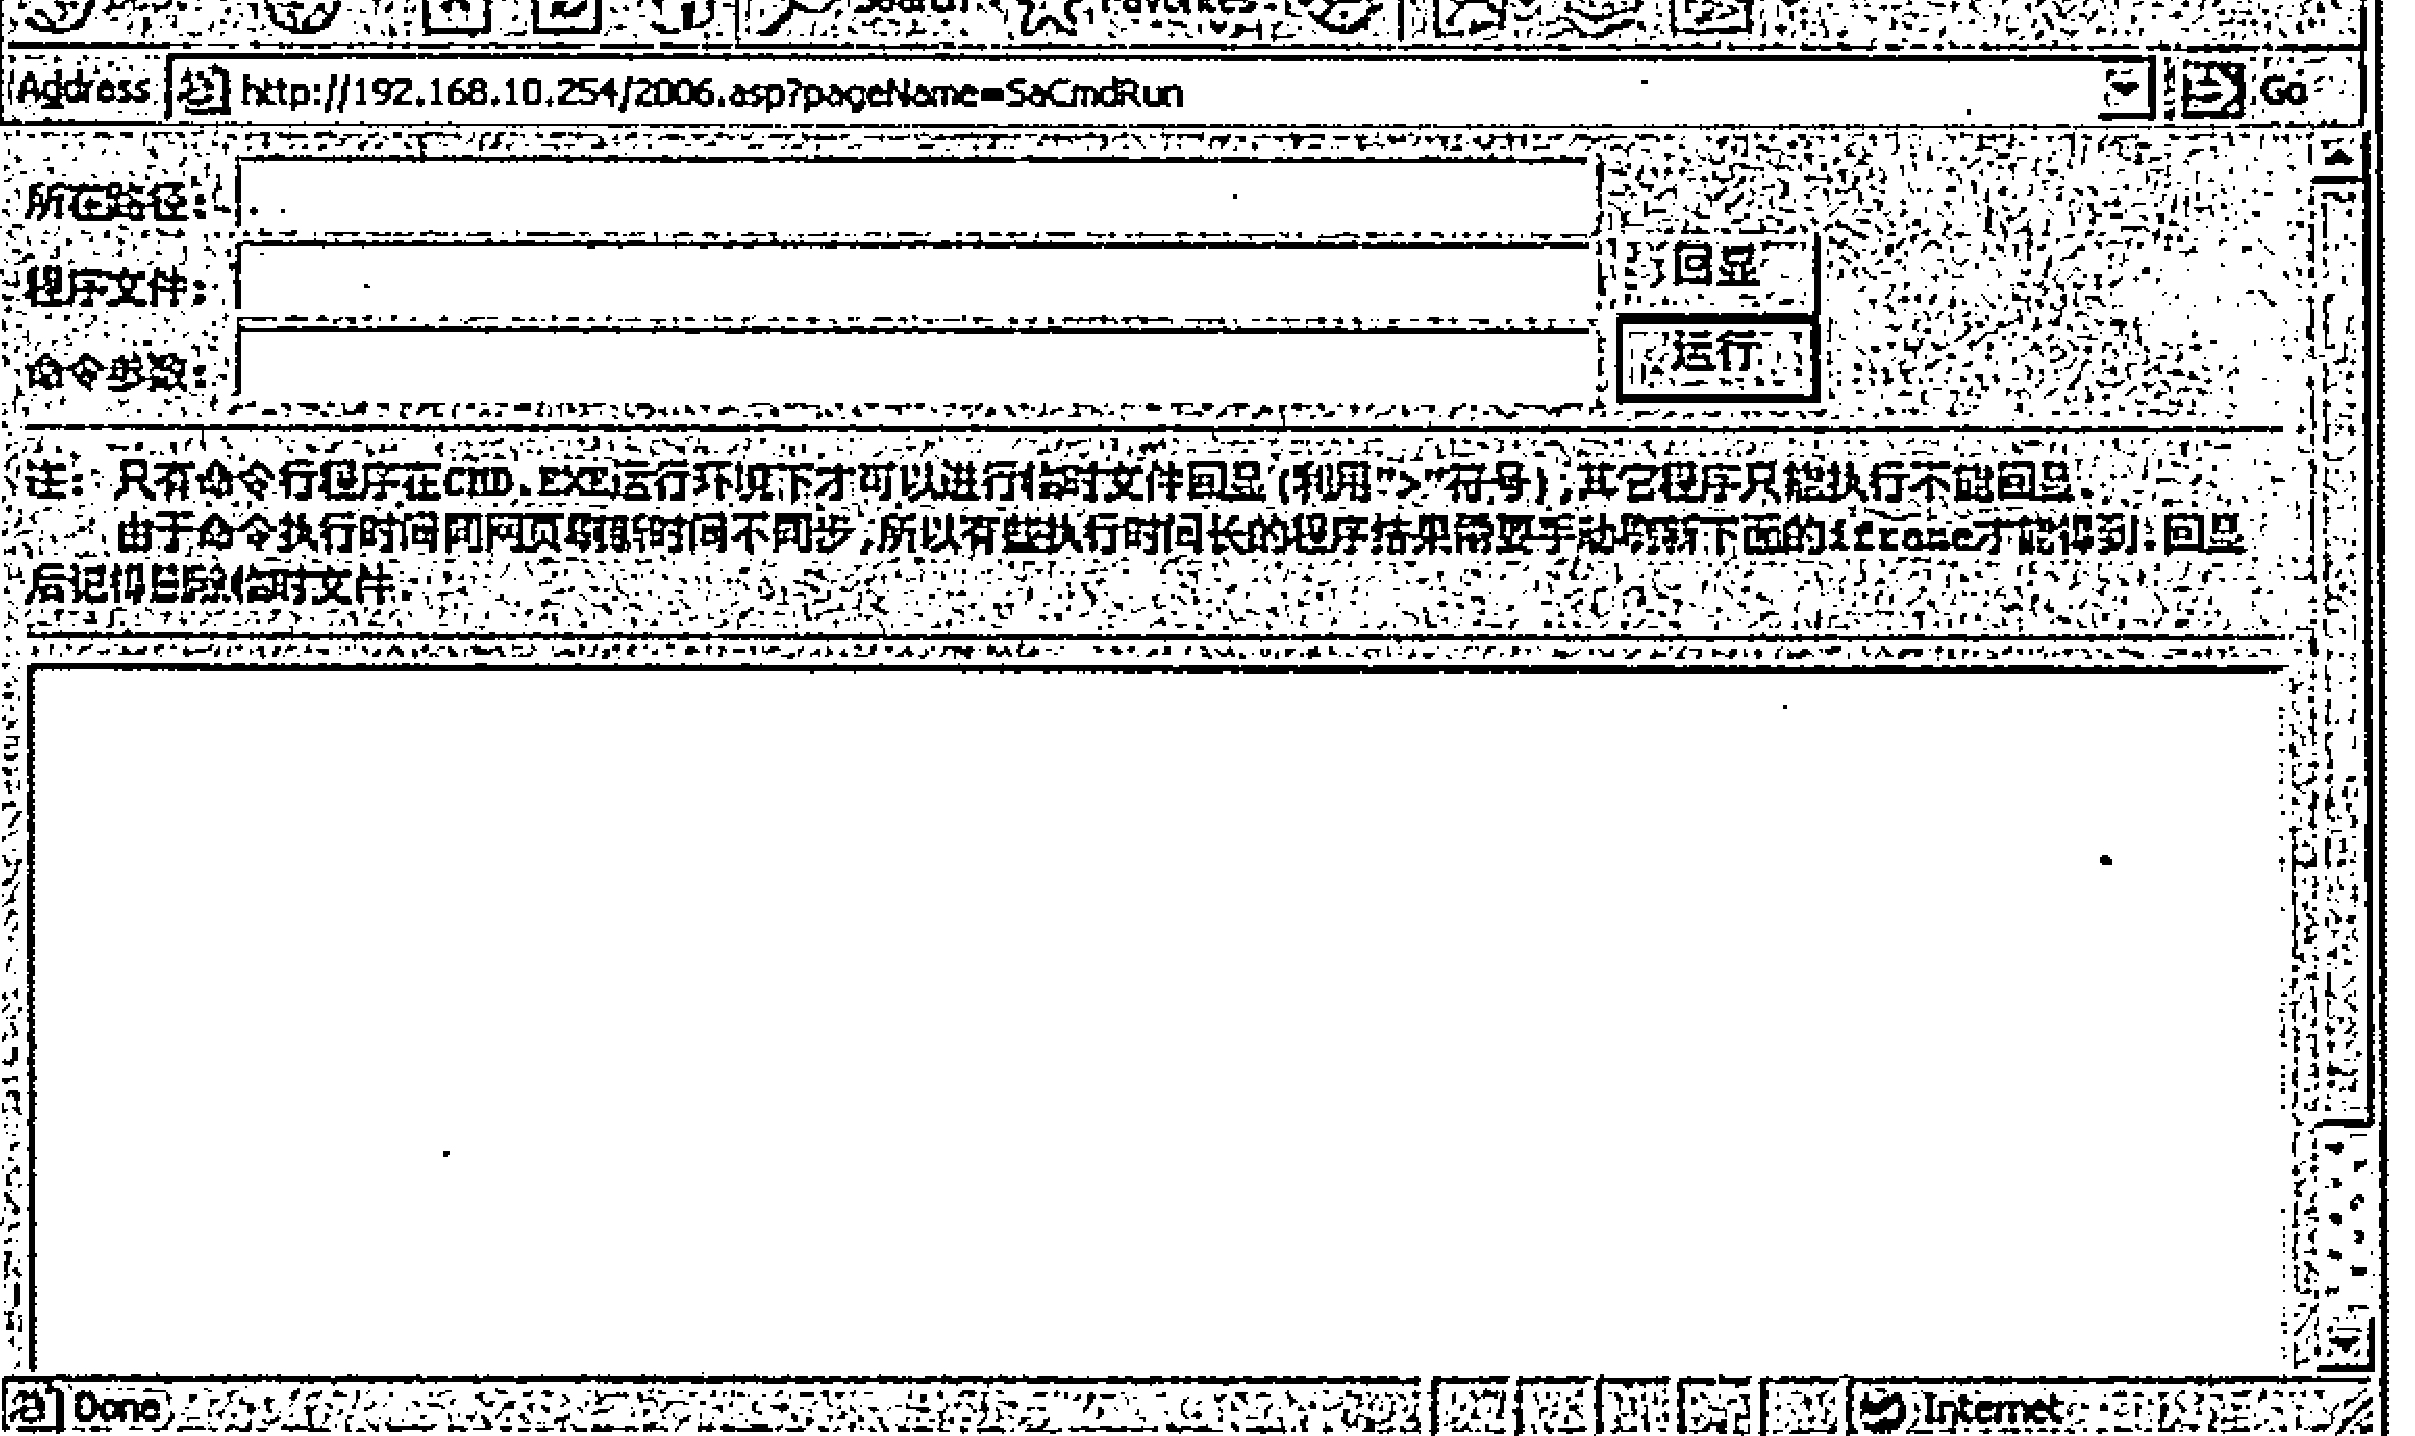 Search Favorites
Address http://192.168.10.254/2006.asp?pageName=SaCmdRun Go
所在路径:
程序文件: 回显
命令参数: 运行
注: 只有命令行程序在CMD.EXE运行环境下才可以进行临时文件回显(利用">"符号),其它程序只能执行不能回显.
由于命令执行时间同网页刷新时间不同步,所以有些执行时间长的程序结果需要手动刷新下面的iframe才能得到.回显
后记得删除临时文件.
Done Internet